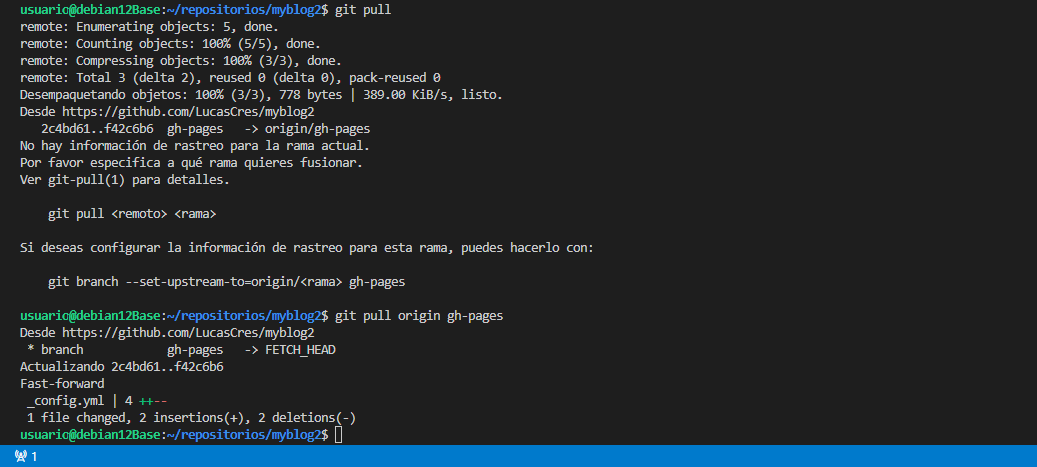 usuario@debian12Base:~/repositorios/myblog2$ git pull
remote: Enumerating objects: 5, done.
remote: Counting objects: 100% (5/5), done.
remote: Compressing objects: 100% (3/3), done.
remote: Total 3 (delta 2), reused 0 (delta 0), pack-reused 0
Desempaquetando objetos: 100% (3/3), 778 bytes | 389.00 KiB/s, listo.
Desde https://github.com/LucasCres/myblog2
   2c4bd61..f42c6b6  gh-pages   -> origin/gh-pages
No hay información de rastreo para la rama actual.
Por favor especifica a qué rama quieres fusionar.
Ver git-pull(1) para detalles.
    git pull <remoto> <rama>
Si deseas configurar la información de rastreo para esta rama, puedes hacerlo con:
    git branch --set-upstream-to=origin/<rama> gh-pages
usuario@debian12Base:~/repositorios/myblog2$ git pull origin gh-pages
Desde https://github.com/LucasCres/myblog2
 * branch            gh-pages   -> FETCH_HEAD
Actualizando 2c4bd61..f42c6b6
Fast-forward
 _config.yml | 4 ++--
 1 file changed, 2 insertions(+), 2 deletions(-)
usuario@debian12Base:~/repositorios/myblog2$
1